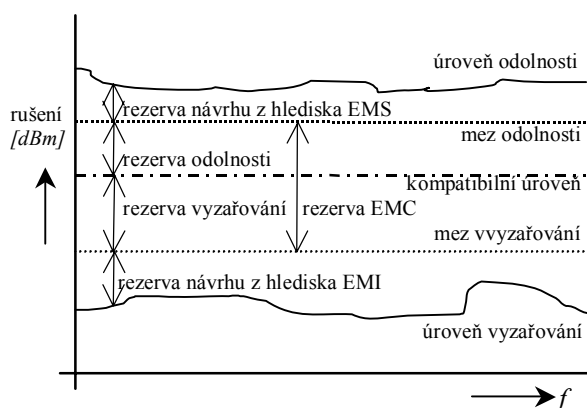 úroveň odolnosti
rušení
[dBm]
rezerva návrhu z hlediska EMS
mez odolnosti
rezerva odolnosti
kompatibilní úroveň
rezerva vyzařování
rezerva EMC
mez vvyzařování
rezerva návrhu z hlediska EMI
úroveň vyzařování
f